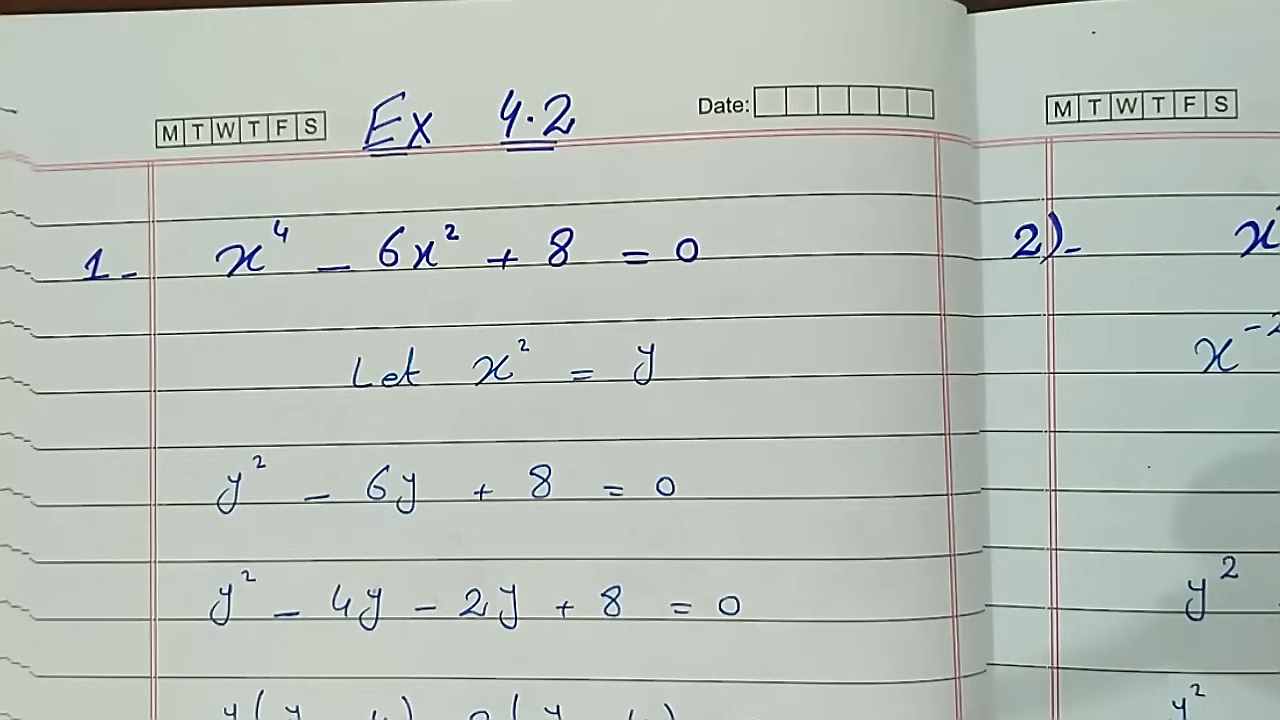 M T W T F S Ex 4.2 Date:
1- x⁴ - 6x² + 8 = 0
Let x² = y
y² - 6y + 8 = 0
y² - 4y - 2y + 8 = 0
M T W T F S
2)- x
x⁻²
y²
y²